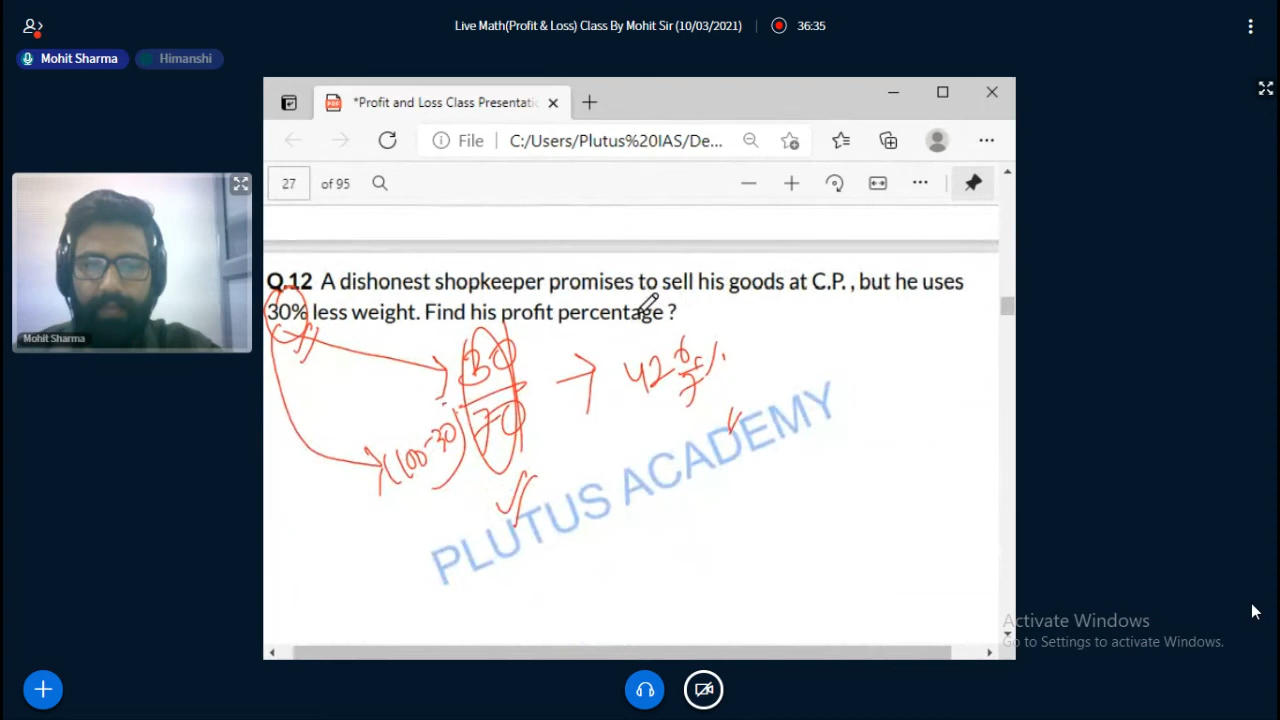 Live Math(Profit & Loss) Class By Mohit Sir (10/03/2021)
36:35
Mohit Sharma
Himanshi
*Profit and Loss Class Presentatic
File
C:/Users/Plutus%20IAS/De...
27
of 95
Q.12 A dishonest shopkeeper promises to sell his goods at C.P. , but he uses
30% less weight. Find his profit percentage ?
30
70
(100-30)
42 6/7 %
PLUTUS ACADEMY
Mohit Sharma
Activate Windows
Go to Settings to activate Windows.